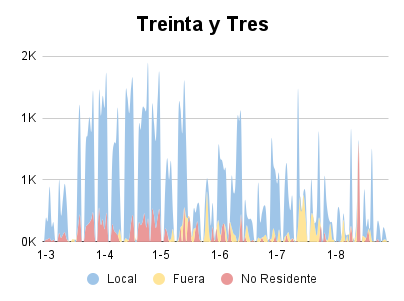 Treinta y Tres
2K
1K
1K
0K
1-3 1-4 1-5 1-6 1-7 1-8
Local Fuera No Residente